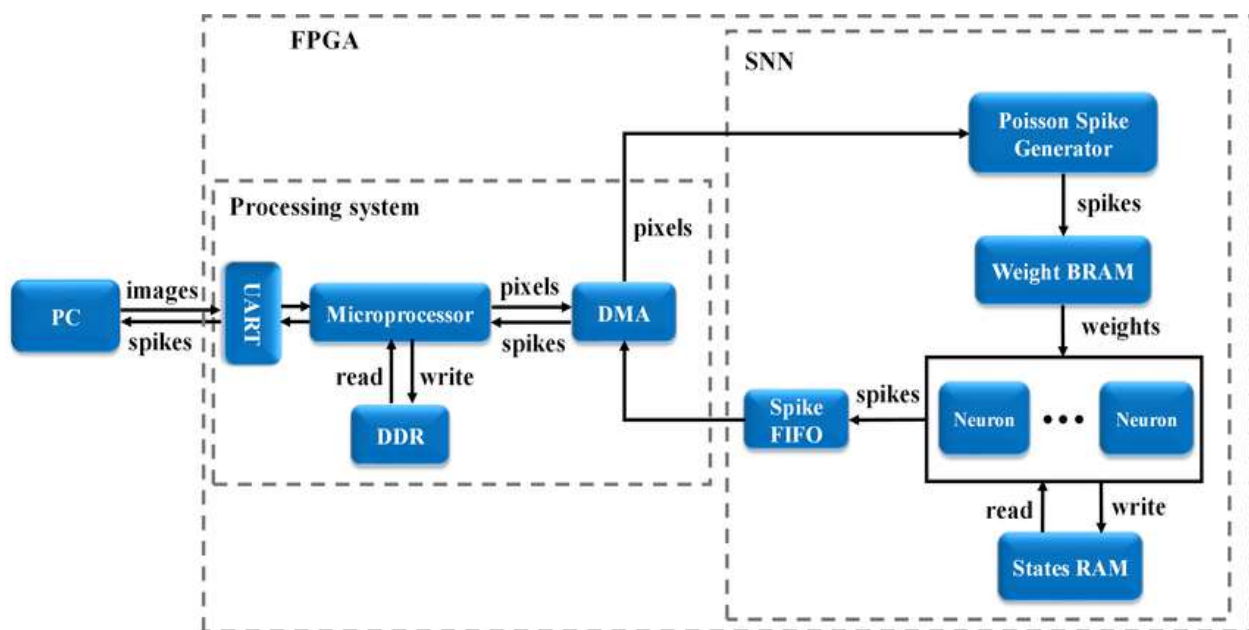 FPGA
SNN
Poisson Spike
Generator
Processing system
pixels
spikes
Weight BRAM
UART
images
pixels
PC
Microprocessor
DMA
spikes
spikes
weights
read
write
spikes
Spike
FIFO
Neuron
•••
Neuron
DDR
read
write
States RAM